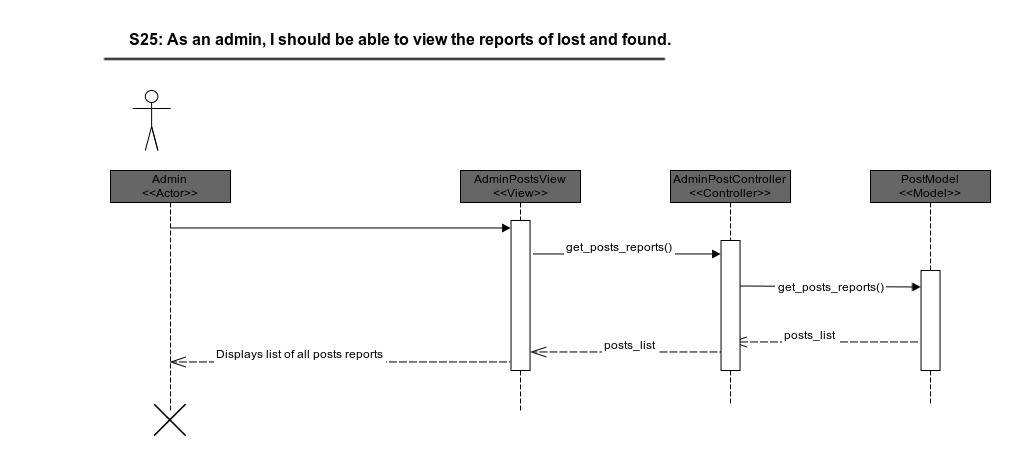 S25: As an admin, I should be able to view the reports of lost and found.
Admin
<<Actor>>
AdminPostsView
<<View>>
AdminPostController
<<Controller>>
PostModel
<<Model>>
get_posts_reports()
get_posts_reports()
posts_list
posts_list
Displays list of all posts reports